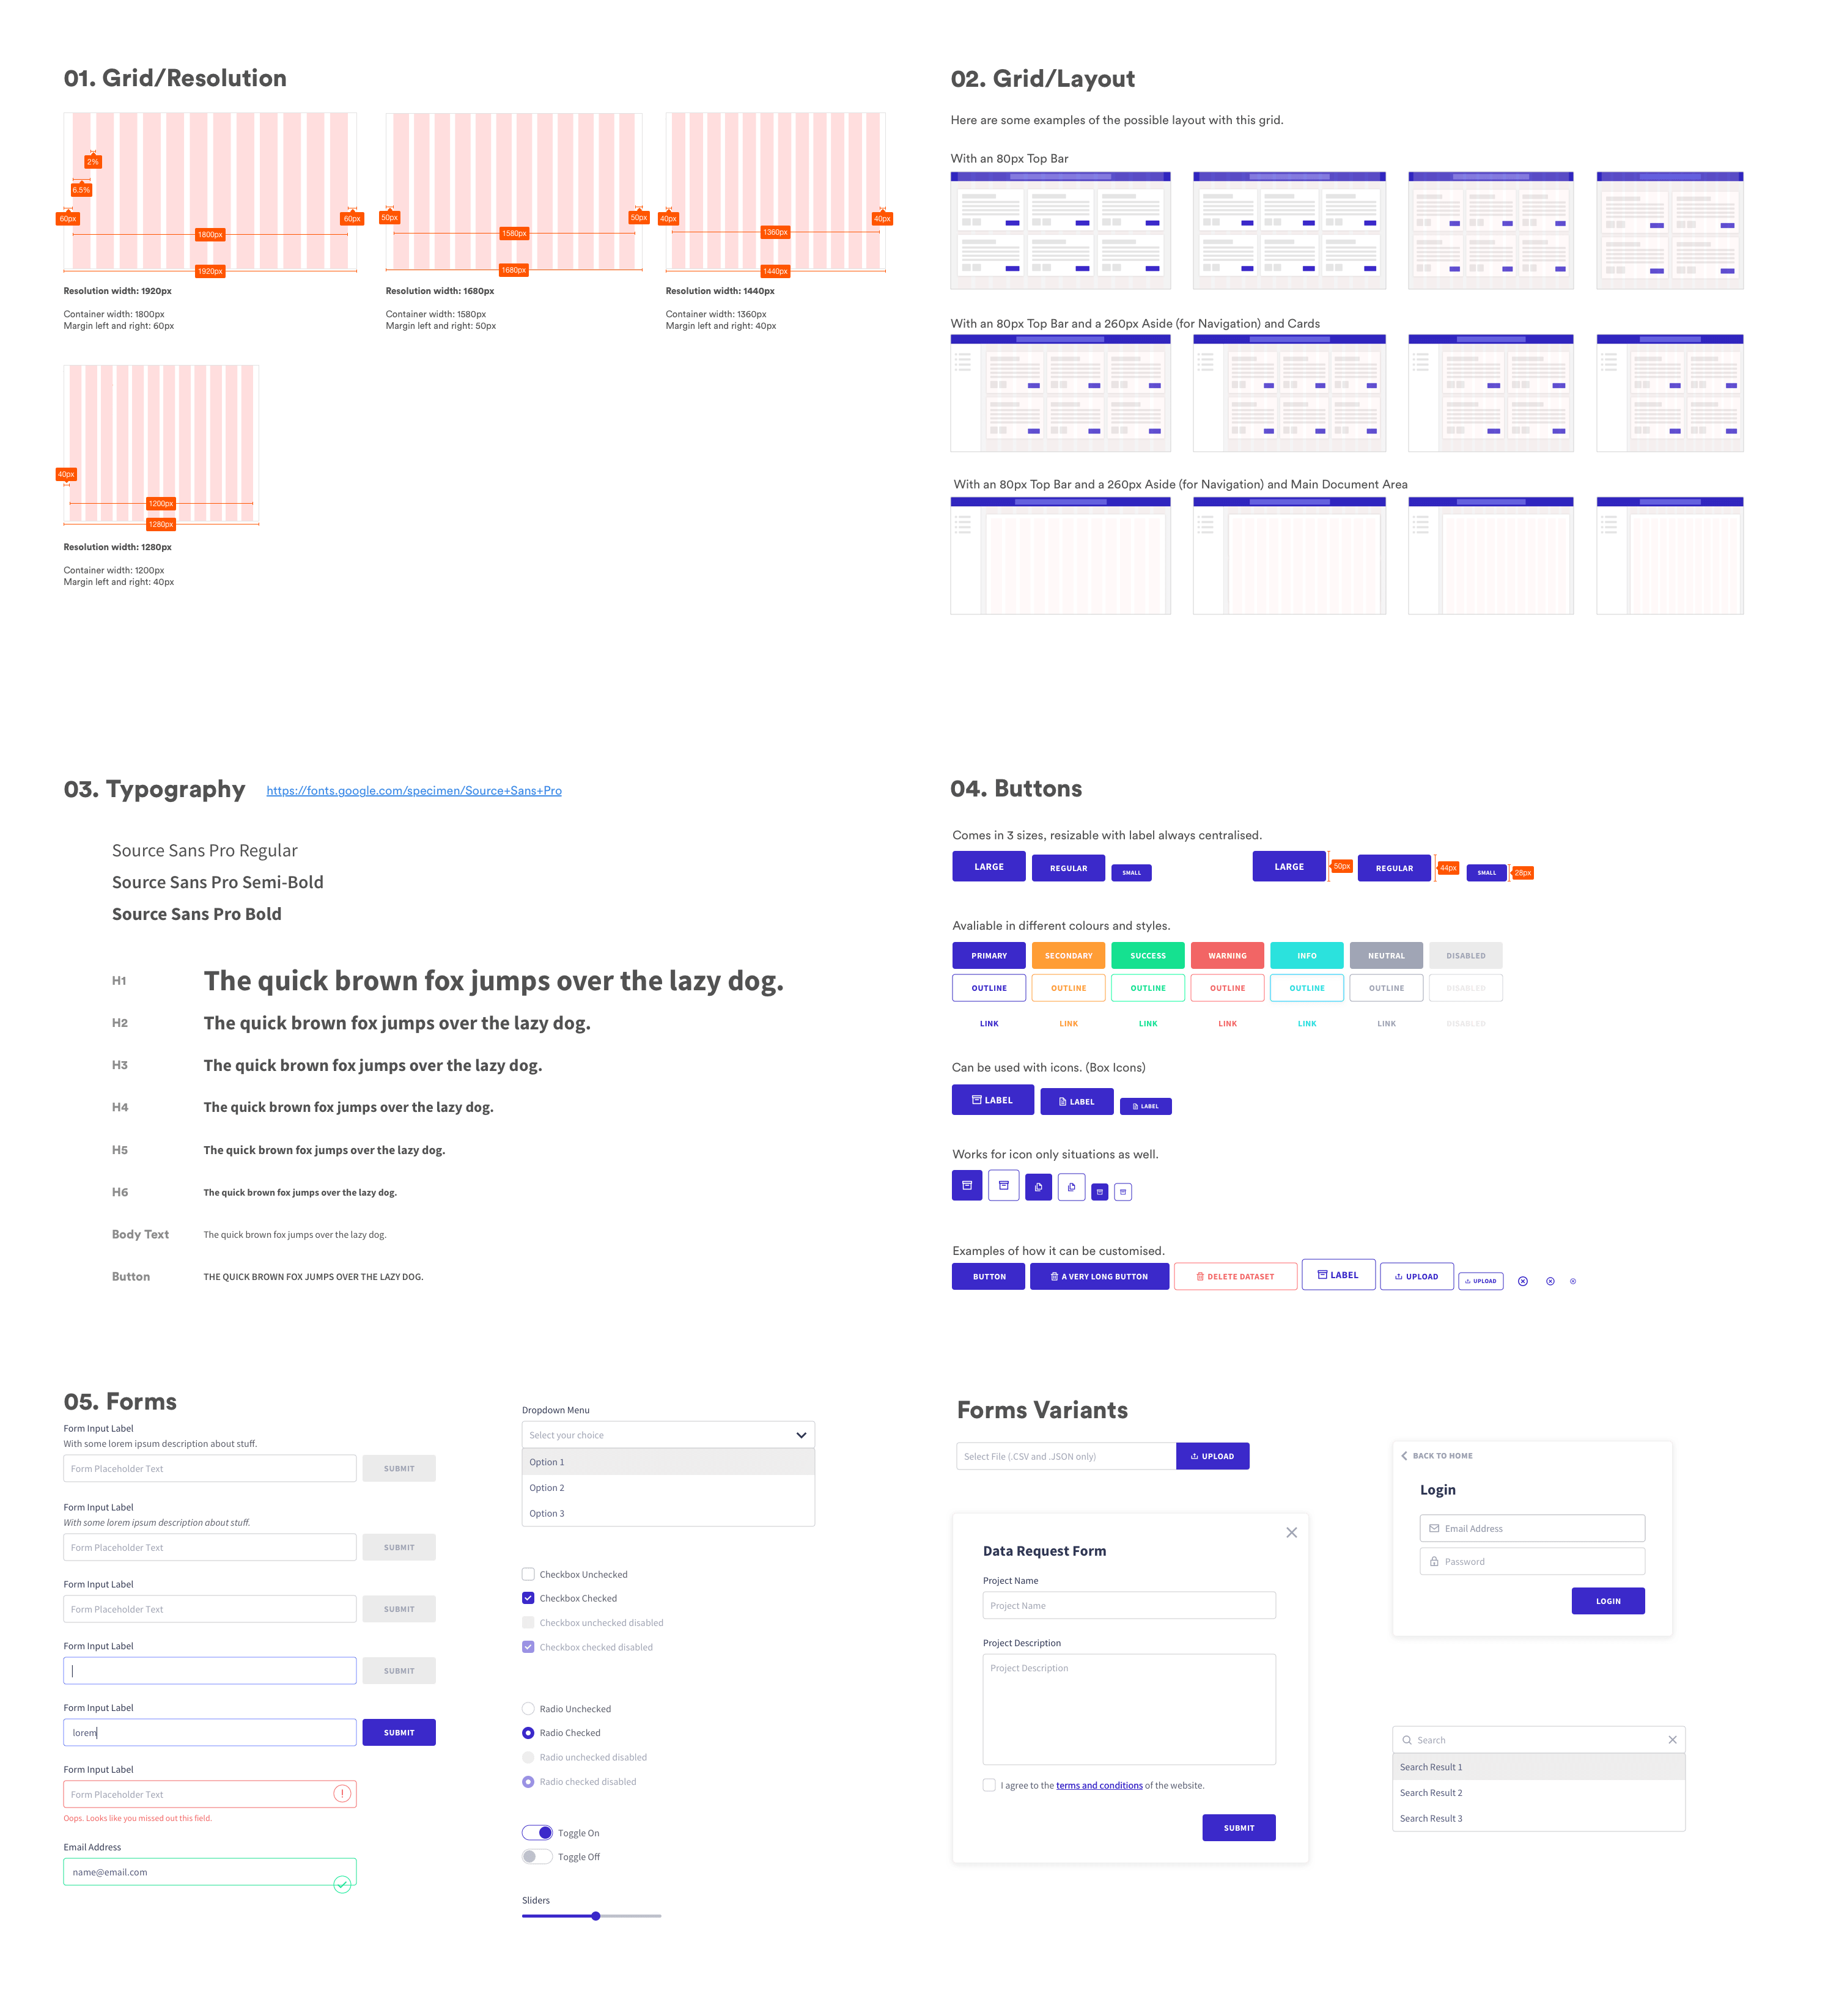 01. Grid/Resolution
2%
6.5%
60px
60px
1800px
1920px
Resolution width: 1920px
Container width: 1800px
Margin left and right: 60px
50px
50px
1580px
1680px
Resolution width: 1680px
Container width: 1580px
Margin left and right: 50px
40px
40px
1360px
1440px
Resolution width: 1440px
Container width: 1360px
Margin left and right: 40px
40px
1200px
1280px
Resolution width: 1280px
Container width: 1200px
Margin left and right: 40px
02. Grid/Layout
Here are some examples of the possible layout with this grid.
With an 80px Top Bar
With an 80px Top Bar and a 260px Aside (for Navigation) and Cards
With an 80px Top Bar and a 260px Aside (for Navigation) and Main Document Area
03. Typography
https://fonts.google.com/specimen/Source+Sans+Pro
Source Sans Pro Regular
Source Sans Pro Semi-Bold
Source Sans Pro Bold
H1 The quick brown fox jumps over the lazy dog.
H2 The quick brown fox jumps over the lazy dog.
H3 The quick brown fox jumps over the lazy dog.
H4 The quick brown fox jumps over the lazy dog.
H5 The quick brown fox jumps over the lazy dog.
H6 The quick brown fox jumps over the lazy dog.
Body Text The quick brown fox jumps over the lazy dog.
Button THE QUICK BROWN FOX JUMPS OVER THE LAZY DOG.
04. Buttons
Comes in 3 sizes, resizable with label always centralised.
LARGE REGULAR SMALL LARGE 50px REGULAR 44px SMALL 28px
Avaliable in different colours and styles.
PRIMARY SECONDARY SUCCESS WARNING INFO NEUTRAL DISABLED
OUTLINE OUTLINE OUTLINE OUTLINE OUTLINE OUTLINE DISABLED
LINK LINK LINK LINK LINK LINK DISABLED
Can be used with icons. (Box Icons)
LABEL LABEL LABEL
Works for icon only situations as well.
Examples of how it can be customised.
BUTTON A VERY LONG BUTTON DELETE DATASET LABEL UPLOAD UPLOAD
05. Forms
Form Input Label
With some lorem ipsum description about stuff.
Form Placeholder Text SUBMIT
Form Input Label
With some lorem ipsum description about stuff.
Form Placeholder Text SUBMIT
Form Input Label
Form Placeholder Text SUBMIT
Form Input Label
SUBMIT
Form Input Label
lorem SUBMIT
Form Input Label
Form Placeholder Text
Oops. Looks like you missed out this field.
Email Address
name@email.com
Dropdown Menu
Select your choice
Option 1
Option 2
Option 3
Checkbox Unchecked
Checkbox Checked
Checkbox unchecked disabled
Checkbox checked disabled
Radio Unchecked
Radio Checked
Radio unchecked disabled
Radio checked disabled
Toggle On
Toggle Off
Sliders
Forms Variants
Select File (.CSV and .JSON only) UPLOAD
Data Request Form
Project Name
Project Name
Project Description
Project Description
I agree to the terms and conditions of the website.
SUBMIT
BACK TO HOME
Login
Email Address
Password
LOGIN
Search
Search Result 1
Search Result 2
Search Result 3